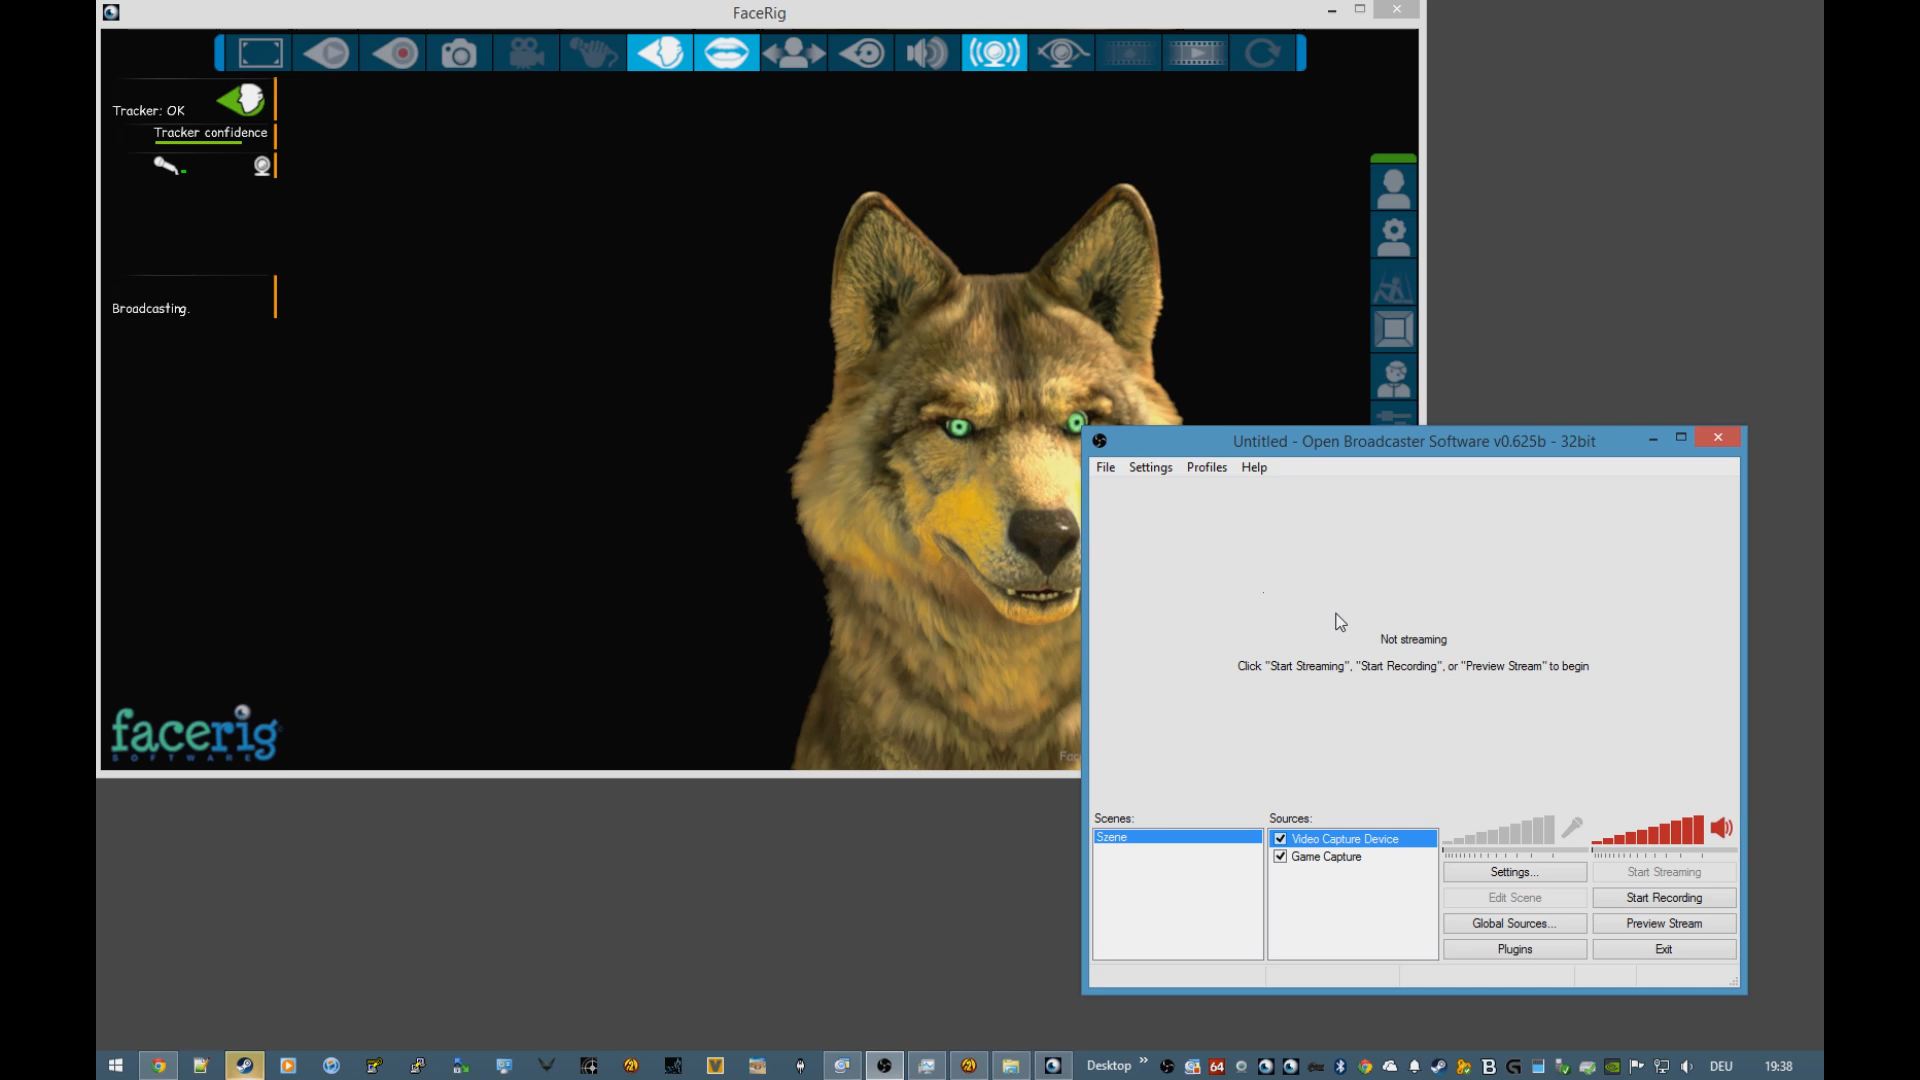 FaceRig
Tracker: OK
Tracker confidence
Broadcasting.
facerig
SOFTWARE
Untitled - Open Broadcaster Software v0.625b - 32bit
File Settings Profiles Help
Not streaming
Click "Start Streaming", "Start Recording", or "Preview Stream" to begin
Scenes:
Szene
Sources:
Video Capture Device
Game Capture
Settings...
Start Streaming
Edit Scene
Start Recording
Global Sources...
Preview Stream
Plugins
Exit
Desktop
64
DEU
19:38